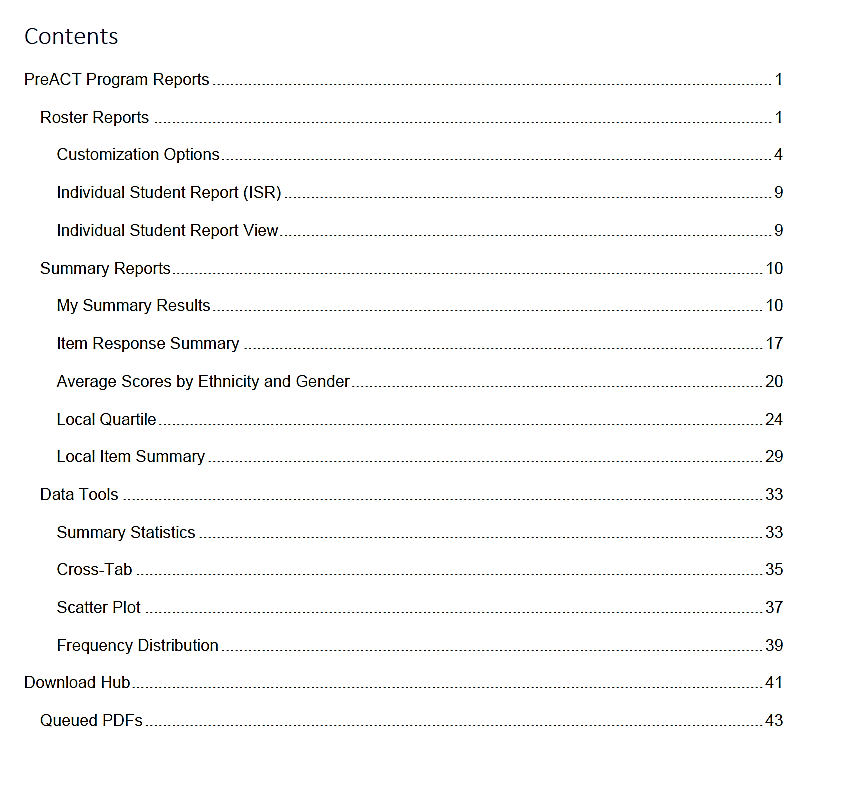 Contents
PreACT Program Reports 1
Roster Reports 1
Customization Options 4
Individual Student Report (ISR) 9
Individual Student Report View 9
Summary Reports 10
My Summary Results 10
Item Response Summary 17
Average Scores by Ethnicity and Gender 20
Local Quartile 24
Local Item Summary 29
Data Tools 33
Summary Statistics 33
Cross-Tab 35
Scatter Plot 37
Frequency Distribution 39
Download Hub 41
Queued PDFs 43